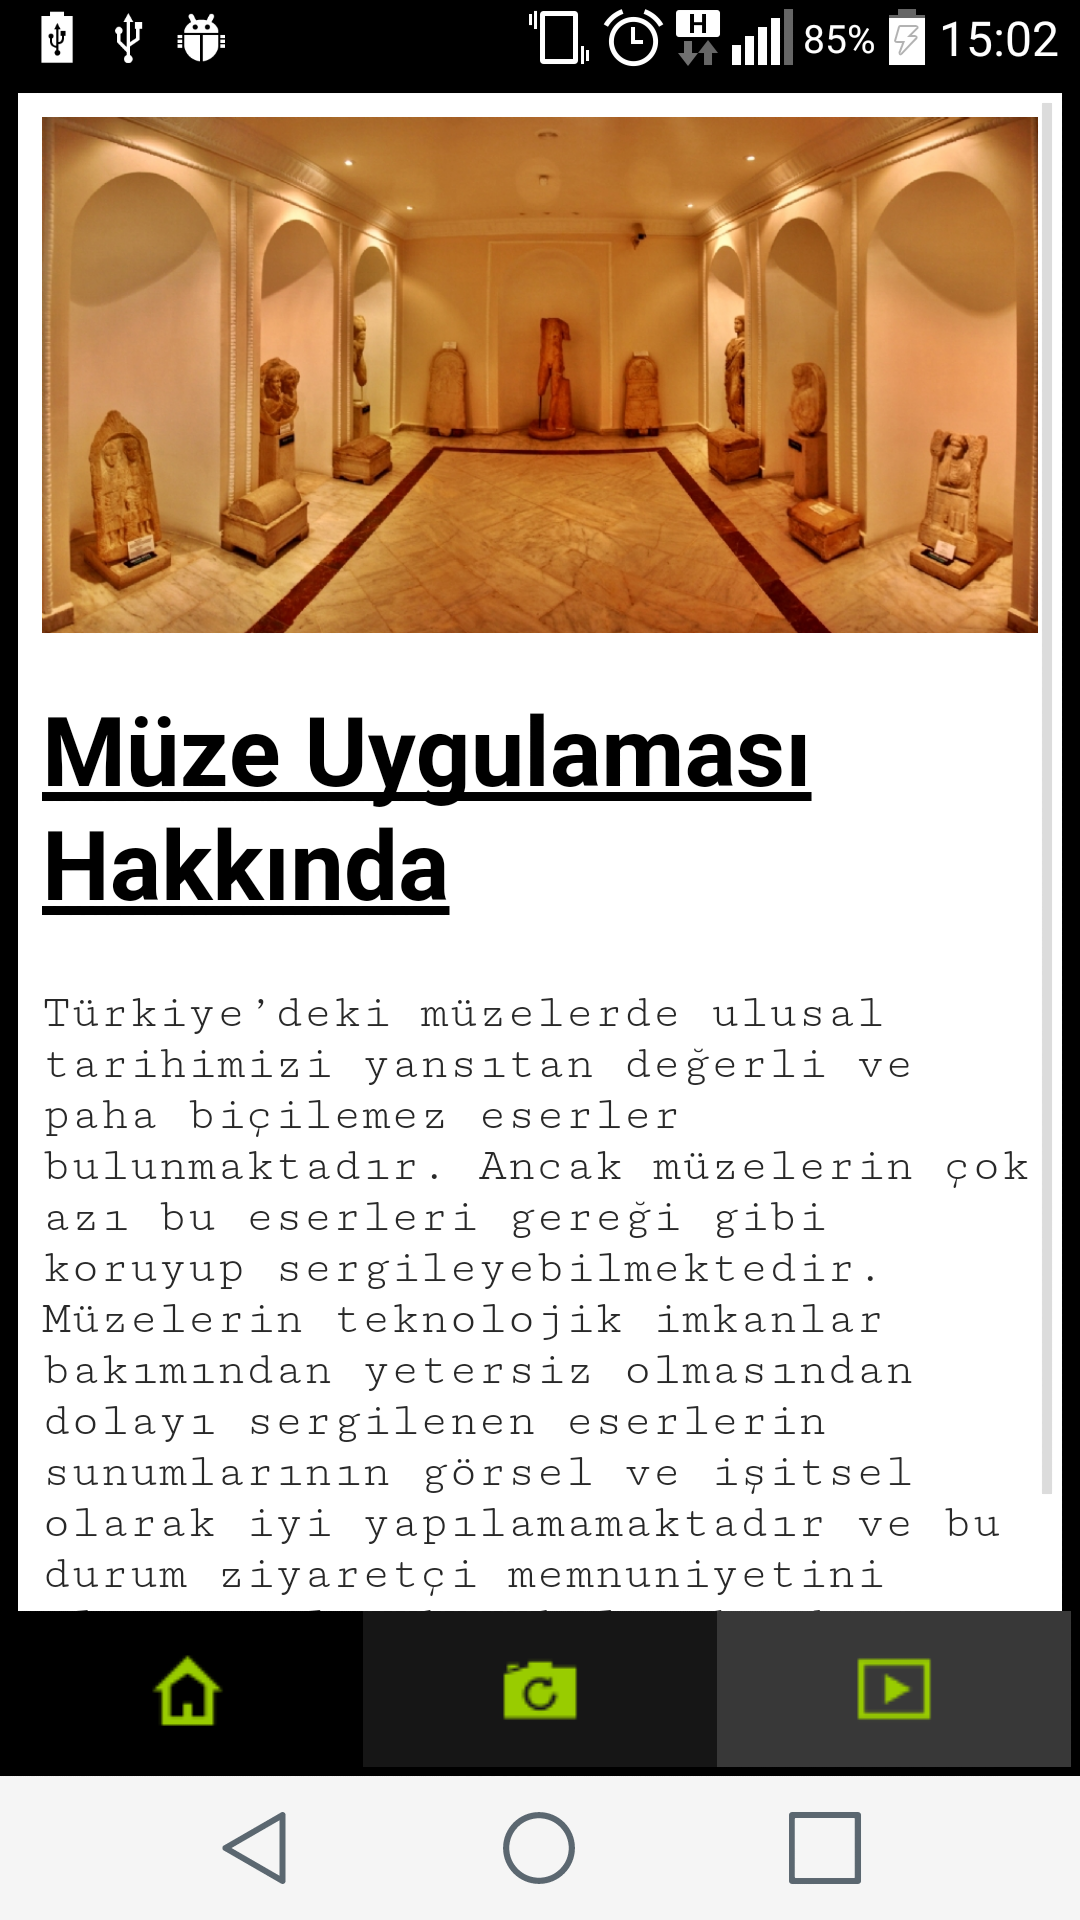 H
85%
15:02
Müze Uygulaması
Hakkında
Türkiye’deki müzelerde ulusal
tarihimizi yansıtan değerli ve
paha biçilemez eserler
bulunmaktadır. Ancak müzelerin çok
azı bu eserleri gereği gibi
koruyup sergileyebilmektedir.
Müzelerin teknolojik imkanlar
bakımından yetersiz olmasından
dolayı sergilenen eserlerin
sunumlarının görsel ve işitsel
olarak iyi yapılamamaktadır ve bu
durum ziyaretçi memnuniyetini